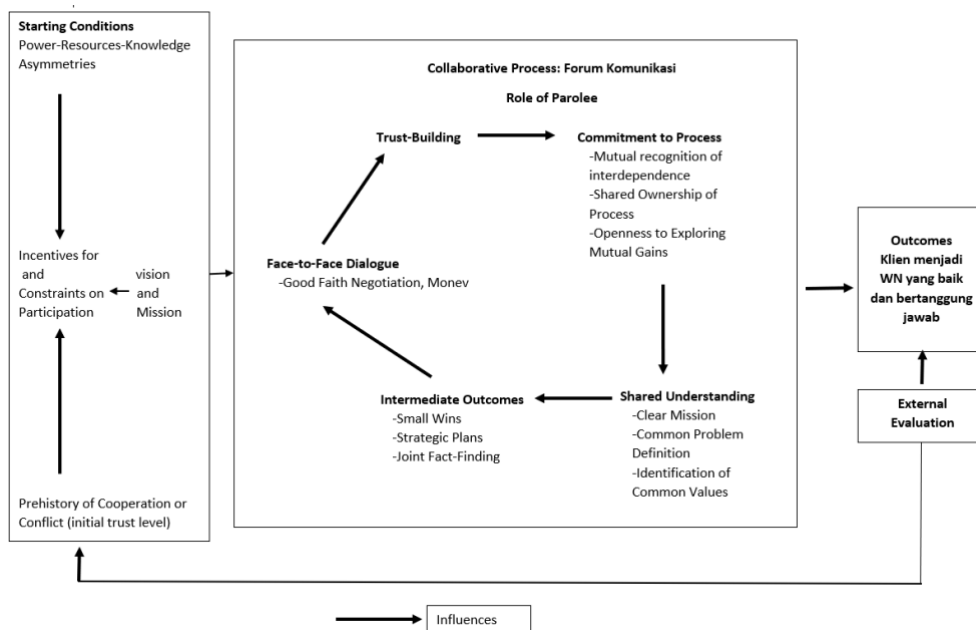 Starting Conditions
Power-Resources-Knowledge
Asymmetries
Incentives for
and
Constraints on
Participation
vision
and
Mission
Prehistory of Cooperation or
Conflict (initial trust level)
Collaborative Process: Forum Komunikasi
Role of Parolee
Trust-Building
Commitment to Process
-Mutual recognition of
interdependence
-Shared Ownership of
Process
-Openness to Exploring
Mutual Gains
Face-to-Face Dialogue
-Good Faith Negotiation, Monev
Intermediate Outcomes
-Small Wins
-Strategic Plans
-Joint Fact-Finding
Shared Understanding
-Clear Mission
-Common Problem
Definition
-Identification of
Common Values
Outcomes
Klien menjadi
WN yang baik
dan bertanggung
jawab
External
Evaluation
Influences